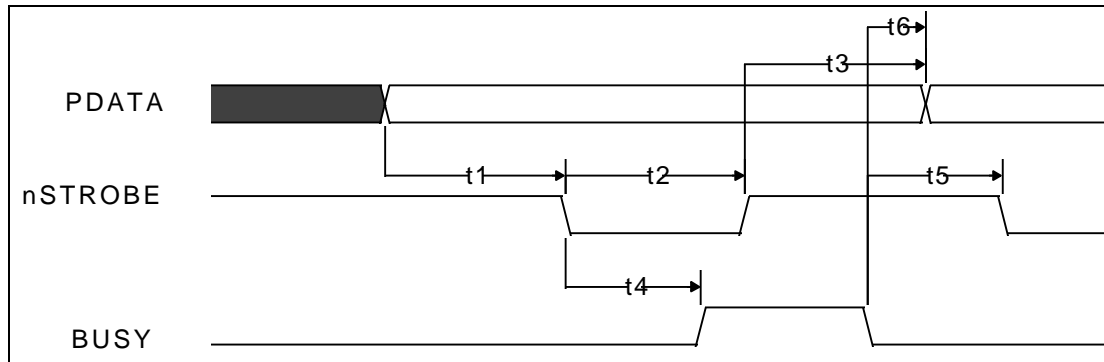 t6
t3
PDATA
t1 t2 t5
nSTROBE
t4
BUSY